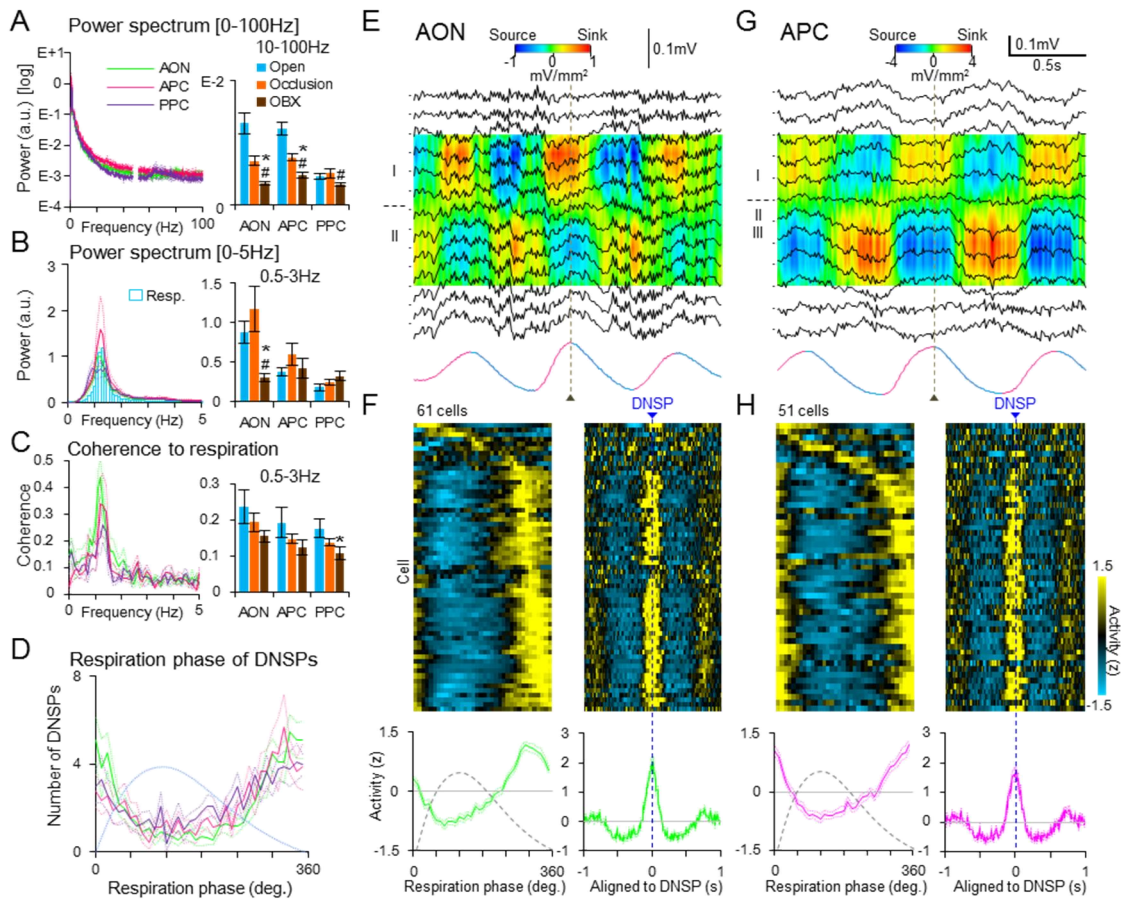 A
Power spectrum [0-100Hz]
Power (a.u.) [log]
E+1
0
E-1
E-2
E-3
E-4
AON
APC
PPC
0
Frequency (Hz)
100
10-100Hz
E-2
Open
Occlusion
OBX
*
#
*
#
#
0
AON APC PPC
B
Power spectrum [0-5Hz]
Power (a.u.)
3
2
1
0
Resp.
0
Frequency (Hz)
5
0.5-3Hz
1.5
1.0
0.5
0
*
#
AON APC PPC
C
Coherence to respiration
Coherence
0.5
0.4
0.3
0.2
0.1
0
0
Frequency (Hz)
5
0.5-3Hz
0.3
0.2
0.1
0
*
AON APC PPC
D
Respiration phase of DNSPs
Number of DNSPs
8
4
0
0
360
Respiration phase (deg.)
E
AON
Source Sink
-1 0 1
mV/mm²
0.1mV
I
II
F
61 cells
DNSP
Cell
Activity (z)
1.5
0
-1.5
0
360
Respiration phase (deg.)
3
2
1
0
-1
-1 0 1
Aligned to DNSP (s)
G
APC
Source Sink
-4 0 4
mV/mm²
0.1mV
0.5s
I
II
III
H
51 cells
DNSP
1.5
Activity (z)
-1.5
1.5
0
-1.5
0
360
Respiration phase (deg.)
3
2
1
0
-1
-1 0 1
Aligned to DNSP (s)